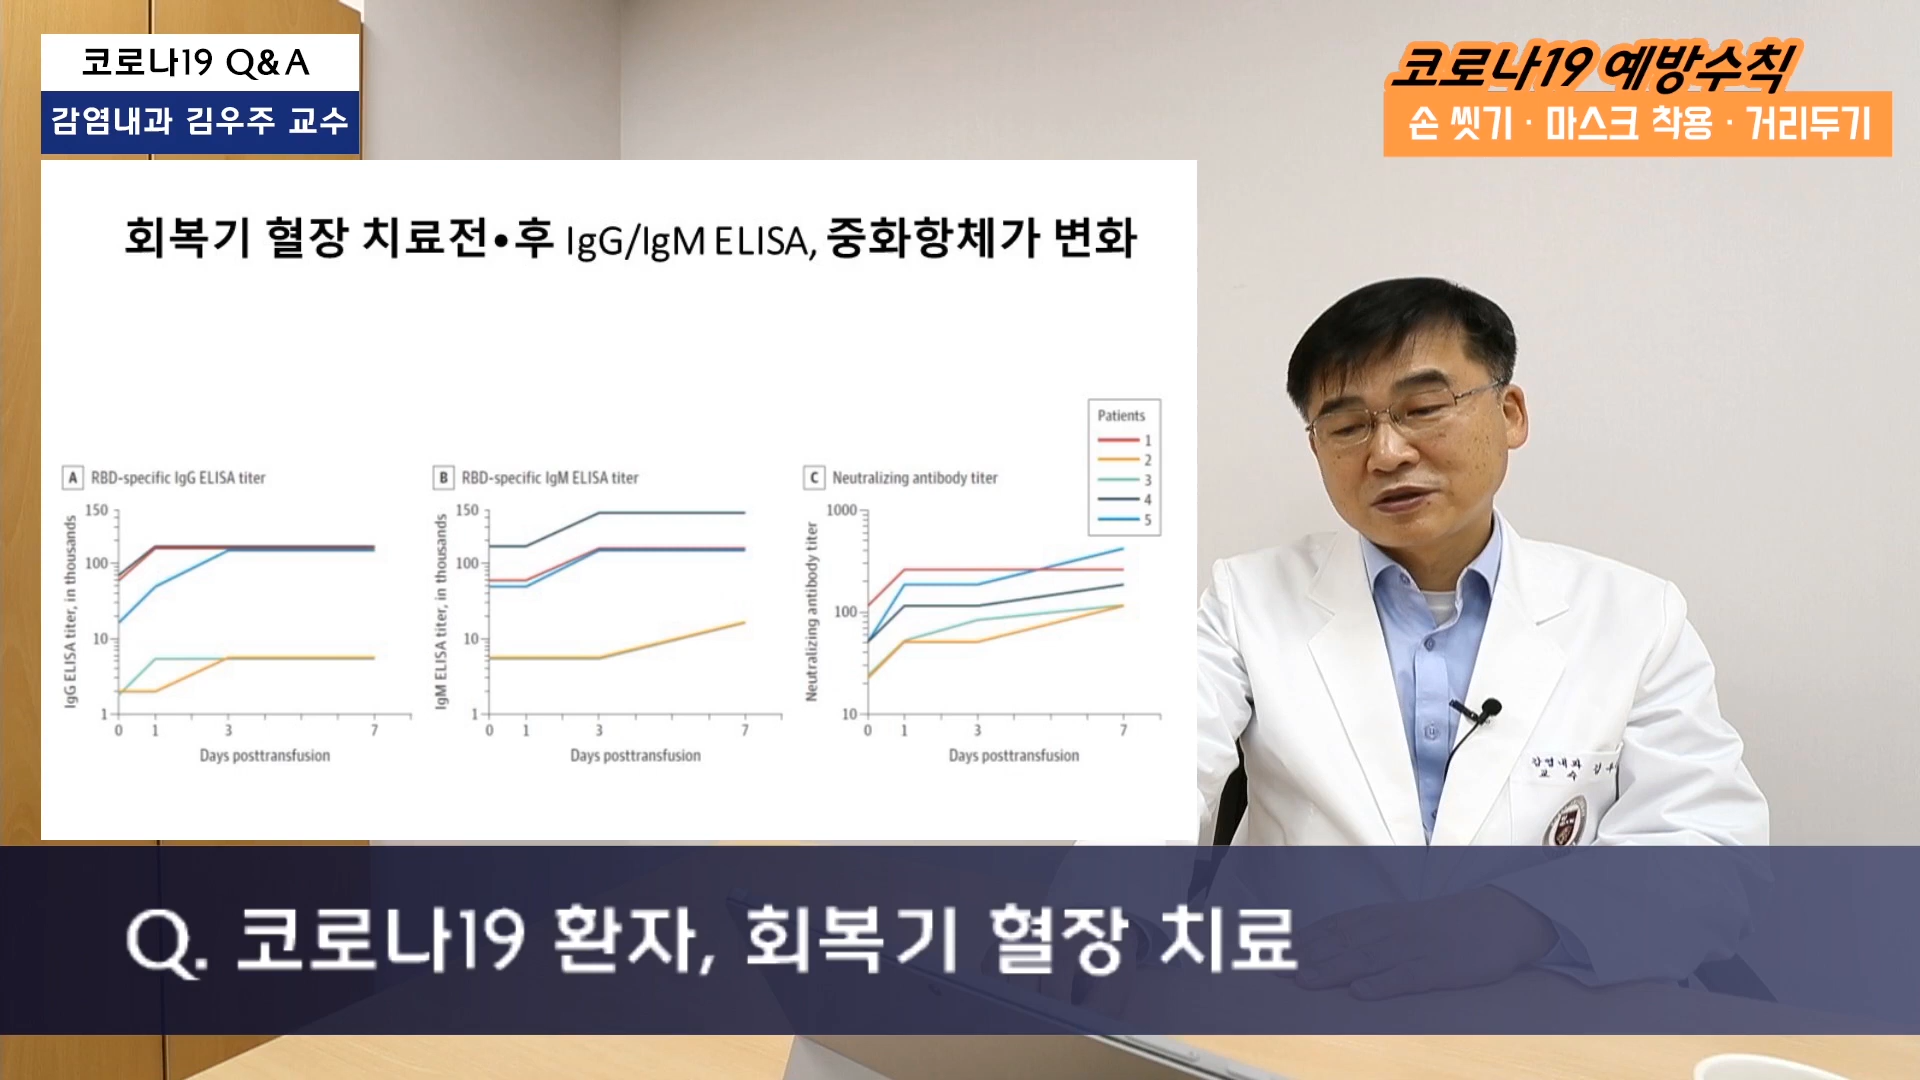 코로나19 Q&A
감염내과 김우주 교수
코로나19 예방수칙
손 씻기 · 마스크 착용 · 거리두기
회복기 혈장 치료전•후 IgG/IgM ELISA, 중화항체가 변화
Patients
1
2
3
4
5
A RBD-specific IgG ELISA titer
IgG ELISA titer, in thousands
150
100
10
1
0 1 3 7
Days posttransfusion
B RBD-specific IgM ELISA titer
IgM ELISA titer, in thousands
150
100
10
1
0 1 3 7
Days posttransfusion
C Neutralizing antibody titer
Neutralizing antibody titer
1000
100
10
0 1 3 7
Days posttransfusion
감염내과
교 수
Q. 코로나19 환자, 회복기 혈장 치료